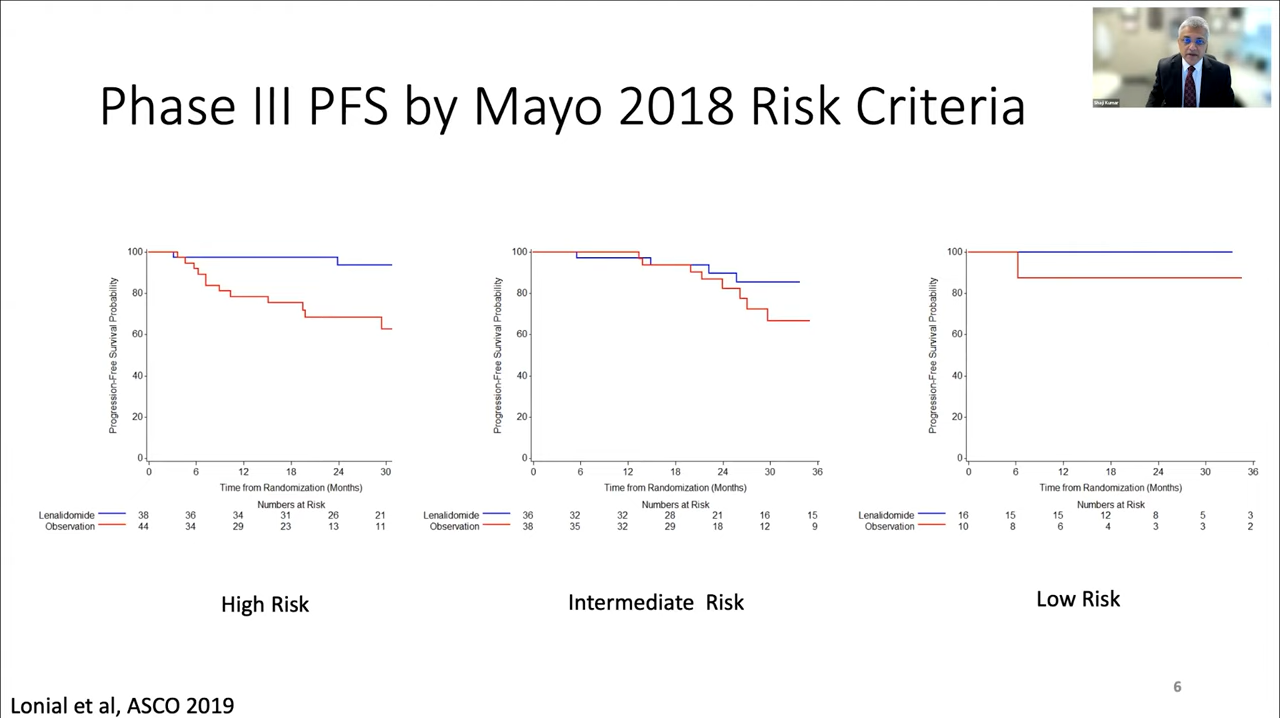 Phase III PFS by Mayo 2018 Risk Criteria
Shaji Kumar
Progression-Free Survival Probability
100
80
60
40
20
0
0 6 12 18 24 30
Time from Randomization (Months)
Numbers at Risk
Lenalidomide 38 36 34 31 26 21
Observation 44 34 29 23 13 11
High Risk
Progression-Free Survival Probability
100
80
60
40
20
0
0 6 12 18 24 30 36
Time from Randomization (Months)
Numbers at Risk
Lenalidomide 36 32 32 28 21 16 15
Observation 38 35 32 29 18 12 9
Intermediate Risk
Progression-Free Survival Probability
100
80
60
40
20
0
0 6 12 18 24 30 36
Time from Randomization (Months)
Numbers at Risk
Lenalidomide 16 15 15 12 8 5 3
Observation 10 8 6 4 3 3 2
Low Risk
6
Lonial et al, ASCO 2019